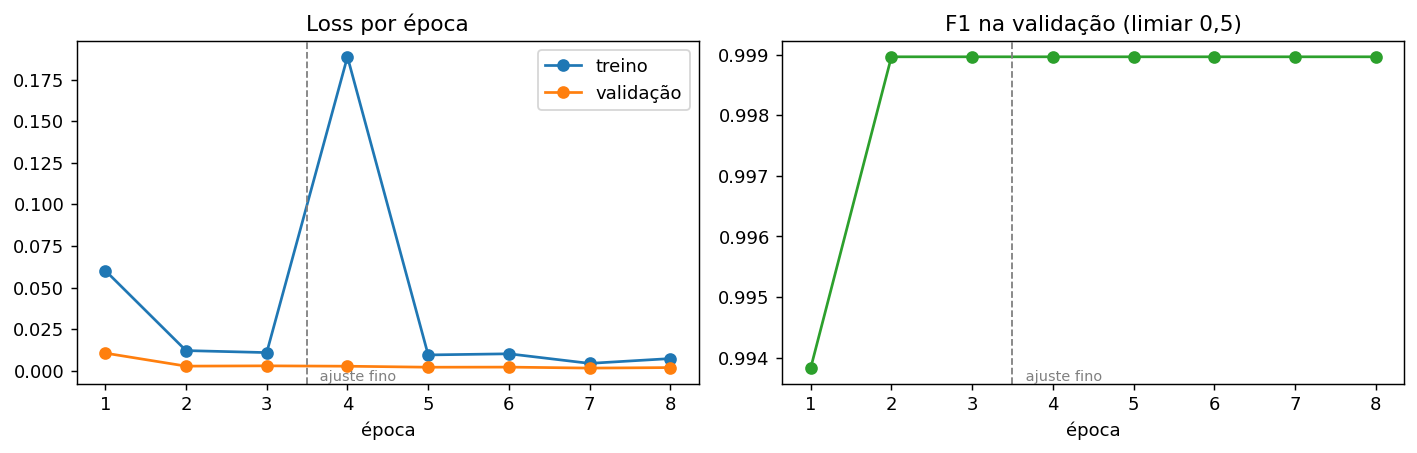 Loss por época
0.175
0.150
0.125
0.100
0.075
0.050
0.025
0.000
treino
validação
ajuste fino
1 2 3 4 5 6 7 8
época
F1 na validação (limiar 0,5)
0.999
0.998
0.997
0.996
0.995
0.994
ajuste fino
1 2 3 4 5 6 7 8
época